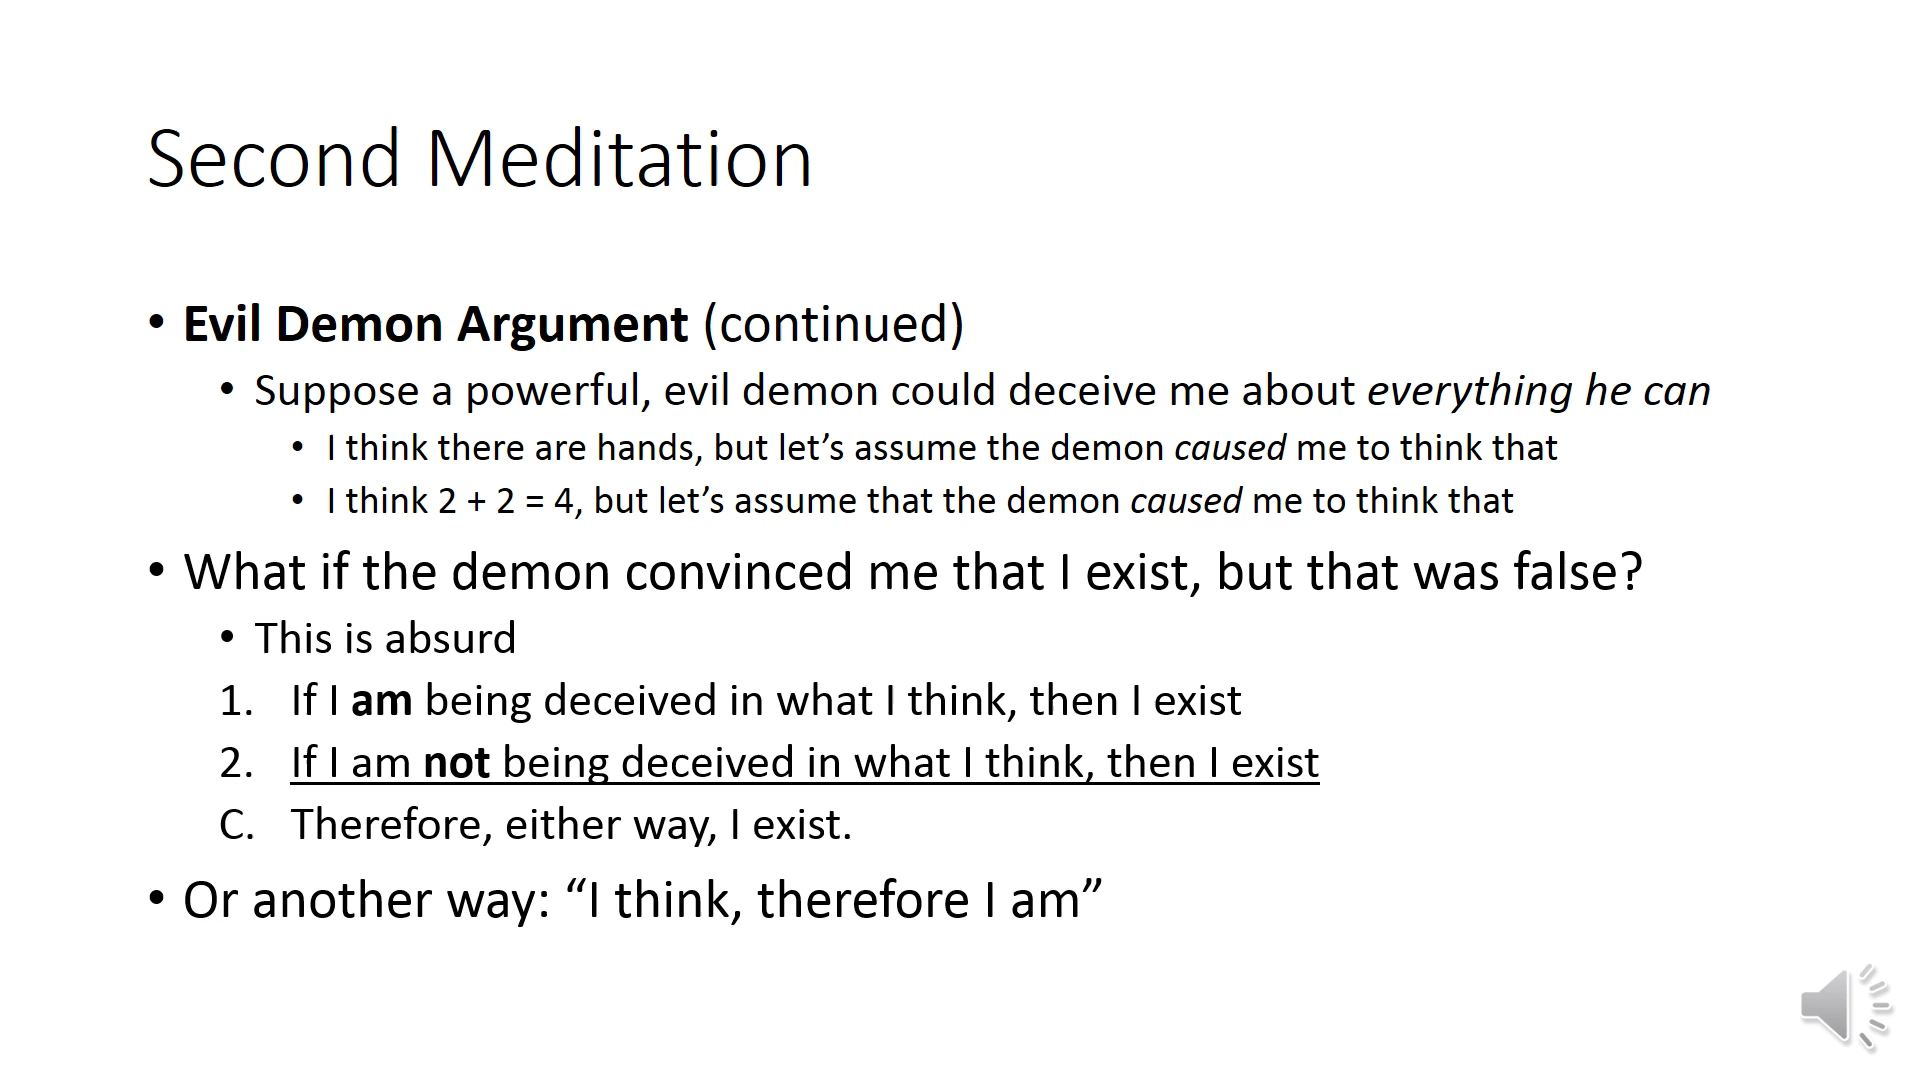 Second Meditation
• Evil Demon Argument (continued)
• Suppose a powerful, evil demon could deceive me about everything he can
• I think there are hands, but let’s assume the demon caused me to think that
• I think 2 + 2 = 4, but let’s assume that the demon caused me to think that
• What if the demon convinced me that I exist, but that was false?
• This is absurd
1. If I am being deceived in what I think, then I exist
2. If I am not being deceived in what I think, then I exist
C. Therefore, either way, I exist.
• Or another way: “I think, therefore I am”